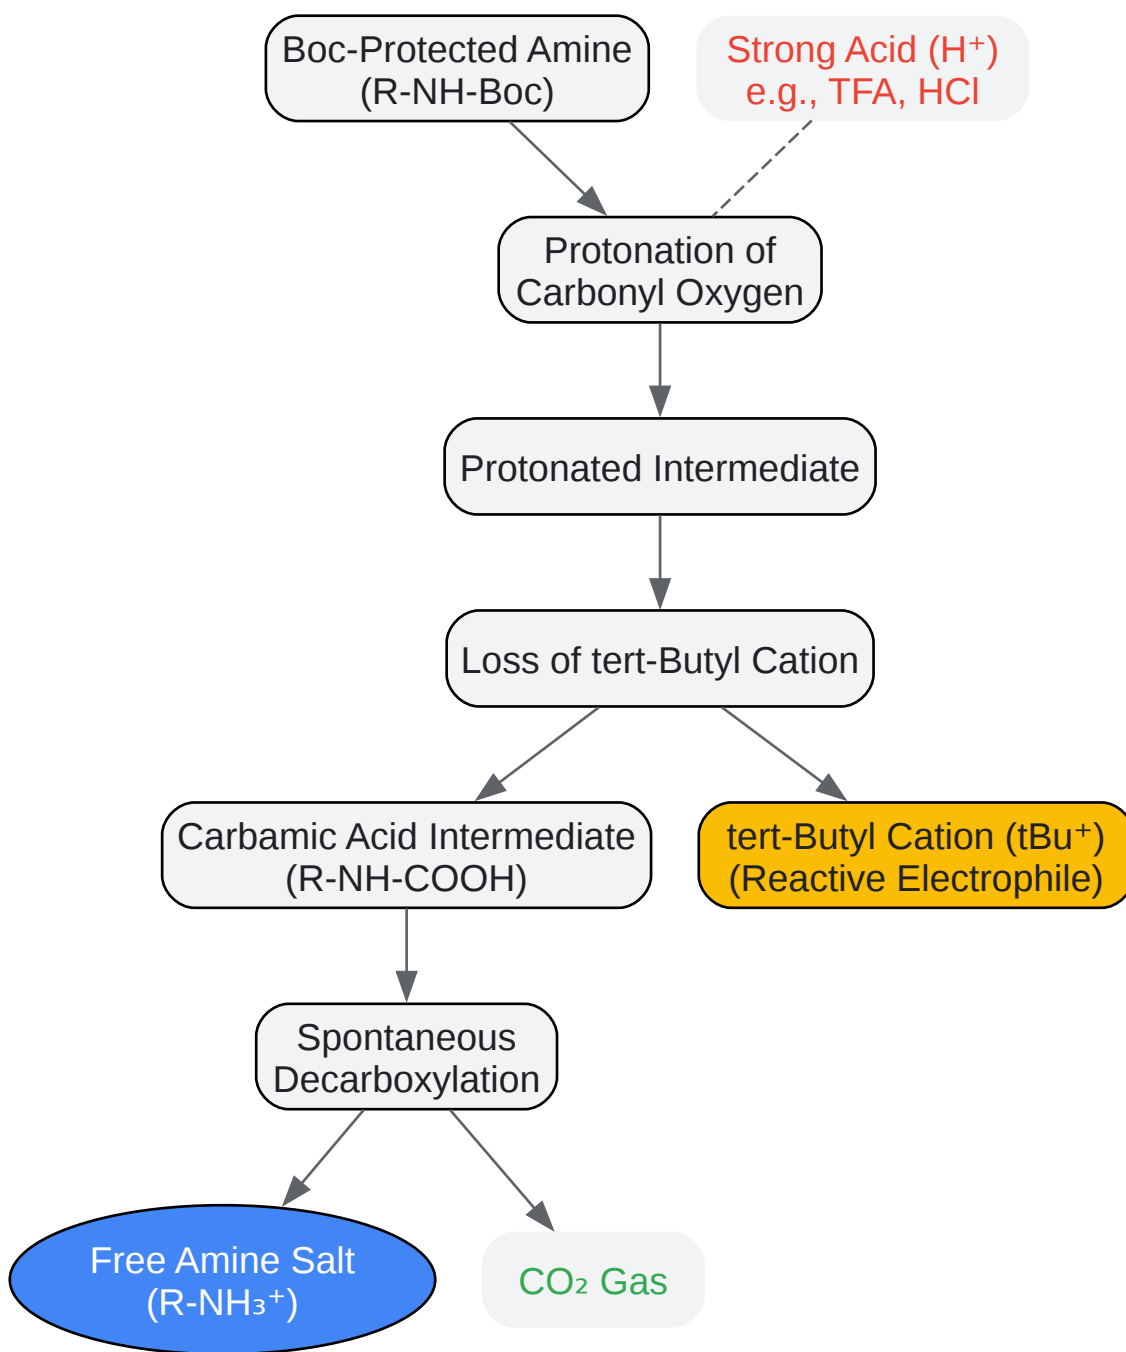 Boc-Protected Amine
(R-NH-Boc)
Strong Acid (H⁺)
e.g., TFA, HCl
Protonation of
Carbonyl Oxygen
Protonated Intermediate
Loss of tert-Butyl Cation
Carbamic Acid Intermediate
(R-NH-COOH)
tert-Butyl Cation (tBu⁺)
(Reactive Electrophile)
Spontaneous
Decarboxylation
Free Amine Salt
(R-NH₃⁺)
CO₂ Gas